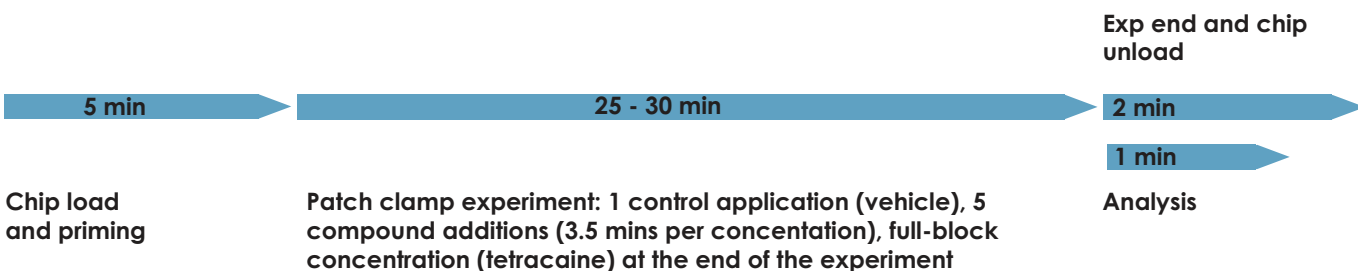 Exp end and chip
unload
5 min
25 - 30 min
2 min
1 min
Chip load
and priming
Patch clamp experiment: 1 control application (vehicle), 5
compound additions (3.5 mins per concentation), full-block
concentration (tetracaine) at the end of the experiment
Analysis